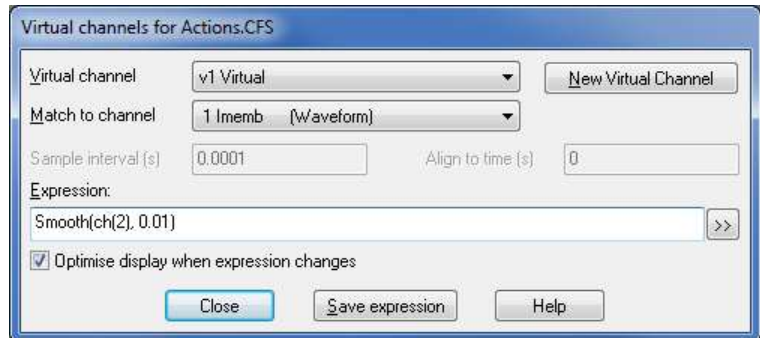 Virtual channels for Actions.CFS
Virtual channel v1 Virtual New Virtual Channel
Match to channel 1 Imemb (Waveform)
Sample interval (s) 0.0001 Align to time (s) 0
Expression:
Smooth(ch(2), 0.01) >>
Optimise display when expression changes
Close Save expression Help